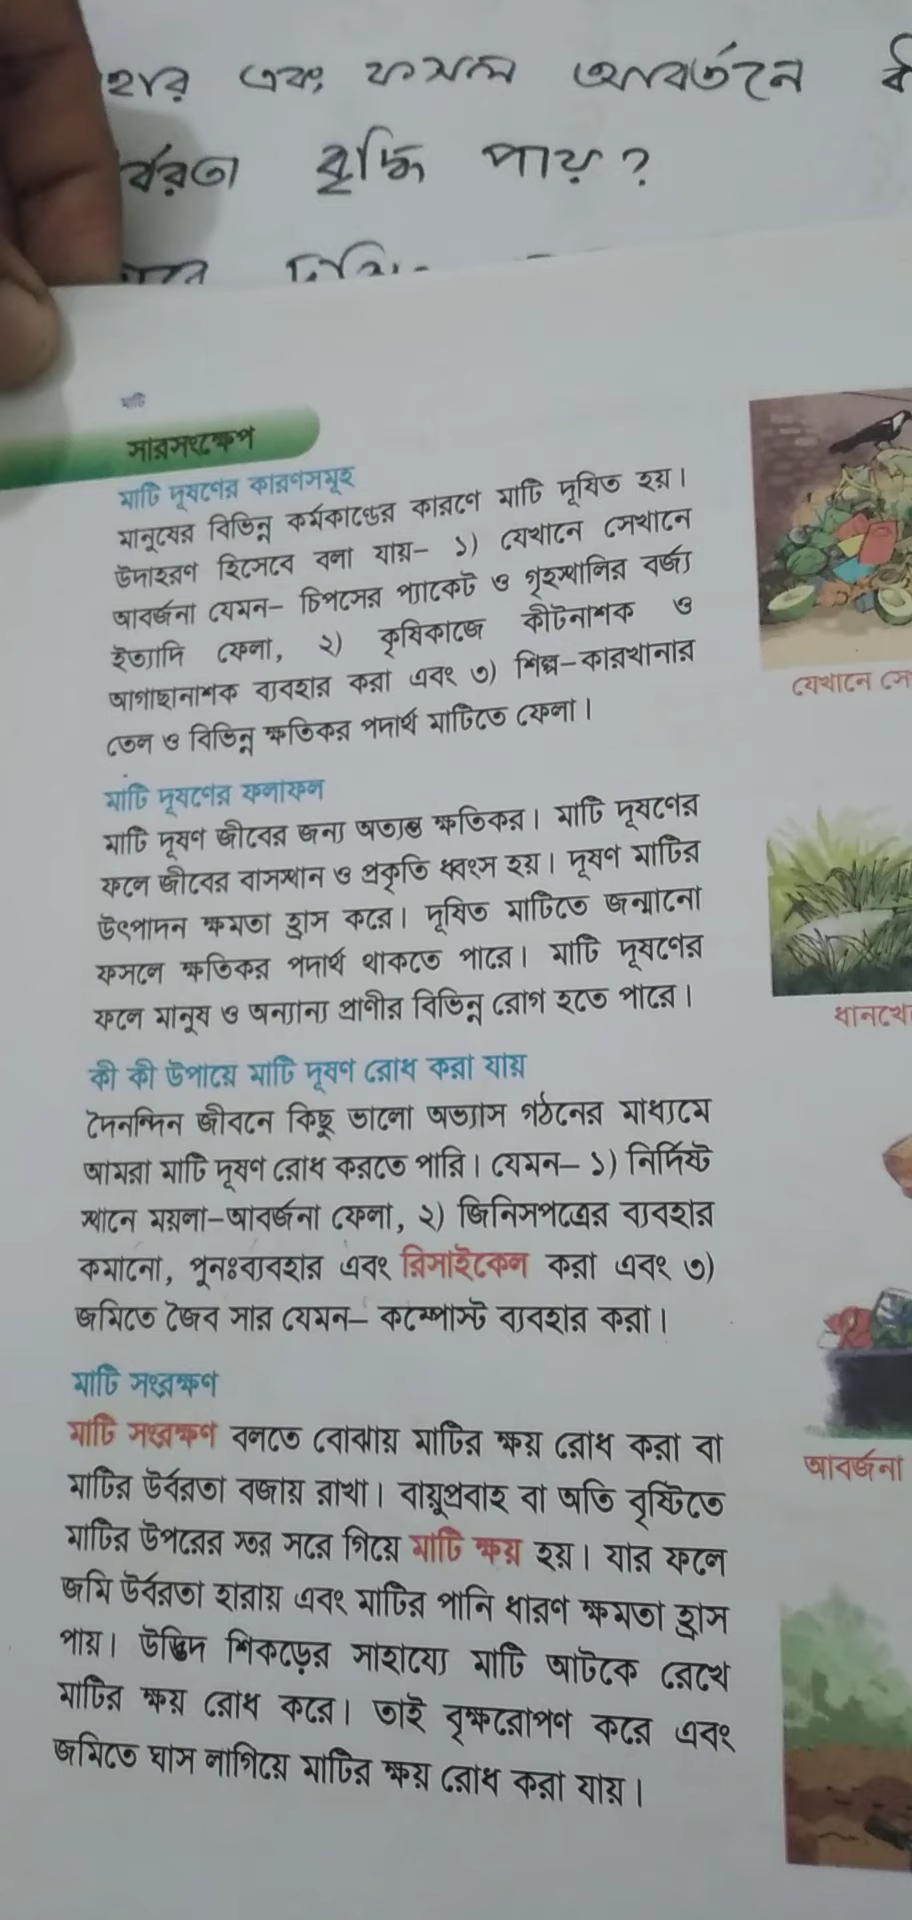 হার এবং ফসল আবর্তনে
র্বরতা বৃদ্ধি পায়?
মাটি
সারসংক্ষেপ
মাটি দূষণের কারণসমূহ
মানুষের বিভিন্ন কর্মকাণ্ডের কারণে মাটি দূষিত হয়।
উদাহরণ হিসেবে বলা যায়– ১) যেখানে সেখানে
আবর্জনা যেমন– চিপসের প্যাকেট ও গৃহস্থালির বর্জ্য
ইত্যাদি ফেলা, ২) কৃষিকাজে কীটনাশক ও
আগাছানাশক ব্যবহার করা এবং ৩) শিল্প–কারখানার
তেল ও বিভিন্ন ক্ষতিকর পদার্থ মাটিতে ফেলা।
যেখানে সে
মাটি দূষণের ফলাফল
মাটি দূষণ জীবের জন্য অত্যন্ত ক্ষতিকর। মাটি দূষণের
ফলে জীবের বাসস্থান ও প্রকৃতি ধ্বংস হয়। দূষণ মাটির
উৎপাদন ক্ষমতা হ্রাস করে। দূষিত মাটিতে জন্মানো
ফসলে ক্ষতিকর পদার্থ থাকতে পারে। মাটি দূষণের
ফলে মানুষ ও অন্যান্য প্রাণীর বিভিন্ন রোগ হতে পারে।
ধানখে
কী কী উপায়ে মাটি দূষণ রোধ করা যায়
দৈনন্দিন জীবনে কিছু ভালো অভ্যাস গঠনের মাধ্যমে
আমরা মাটি দূষণ রোধ করতে পারি। যেমন– ১) নির্দিষ্ট
স্থানে ময়লা–আবর্জনা ফেলা, ২) জিনিসপত্রের ব্যবহার
কমানো, পুনঃব্যবহার এবং রিসাইকেল করা এবং ৩)
জমিতে জৈব সার যেমন– কম্পোস্ট ব্যবহার করা।
মাটি সংরক্ষণ
মাটি সংরক্ষণ বলতে বোঝায় মাটির ক্ষয় রোধ করা বা
মাটির উর্বরতা বজায় রাখা। বায়ুপ্রবাহ বা অতি বৃষ্টিতে
মাটির উপরের স্তর সরে গিয়ে মাটি ক্ষয় হয়। যার ফলে
জমি উর্বরতা হারায় এবং মাটির পানি ধারণ ক্ষমতা হ্রাস
পায়। উদ্ভিদ শিকড়ের সাহায্যে মাটি আটকে রেখে
মাটির ক্ষয় রোধ করে। তাই বৃক্ষরোপণ করে এবং
জমিতে ঘাস লাগিয়ে মাটির ক্ষয় রোধ করা যায়।
আবর্জনা